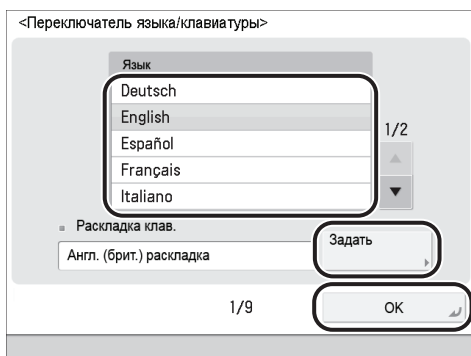 <Переключатель языка/клавиатуры>
Язык
Deutsch
English
Español
Français
Italiano
1/2
Раскладка клав.
Англ. (брит.) раскладка
Задать
1/9
OK